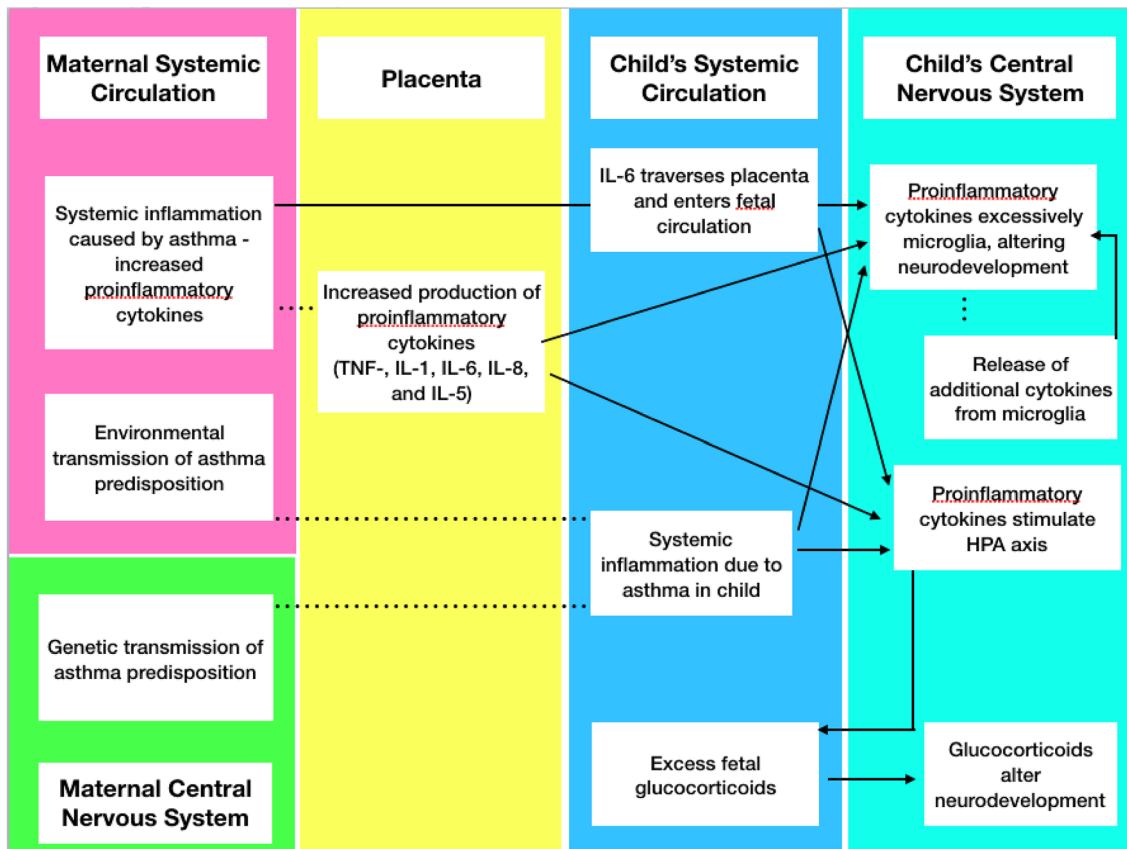 Maternal Systemic
Circulation
Placenta
Child's Systemic
Circulation
Child's Central
Nervous System
Systemic inflammation
caused by asthma -
increased
proinflammatory
cytokines
Environmental
transmission of asthma
predisposition
Genetic transmission of
asthma predisposition
Maternal Central
Nervous System
Increased production of
proinflammatory
cytokines
(TNF-, IL-1, IL-6, IL-8,
and IL-5)
IL-6 traverses placenta
and enters fetal
circulation
Systemic
inflammation due to
asthma in child
Excess fetal
glucocorticoids
Proinflammatory
cytokines excessively
microglia, altering
neurodevelopment
Release of
additional cytokines
from microglia
Proinflammatory
cytokines stimulate
HPA axis
Glucocorticoids
alter
neurodevelopment